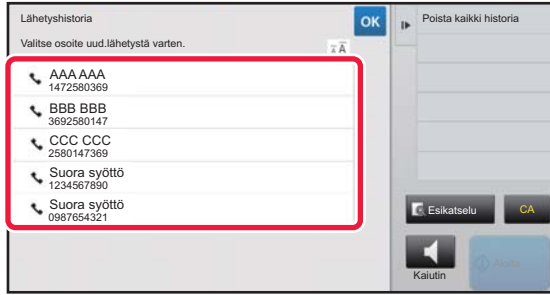 Lähetyshistoria
OK
Poista kaikki historia
Valitse osoite uud.lähetystä varten.
AAA AAA
1472580369
BBB BBB
3692580147
CCC CCC
2580147369
Suora syöttö
1234567890
Suora syöttö
0987654321
Esikatselu
CA
Kaiutin
Aloita